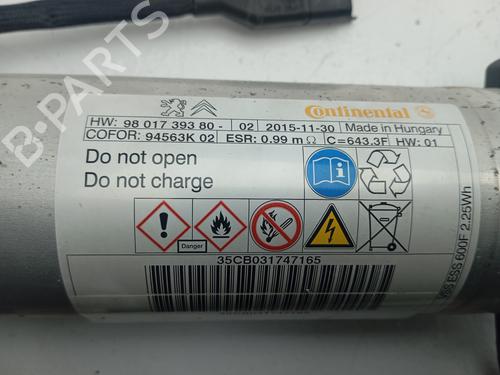 Continental
HW: 98 017 393 80 - 02 2015-11-30 Made in Hungary
COFOR: 94563K 02 ESR: 0.99 mΩ C=643.3F HW: 01
Do not open
Do not charge
Danger
35CB031747165
ESS 600F 2.25Wh
B-PARTS